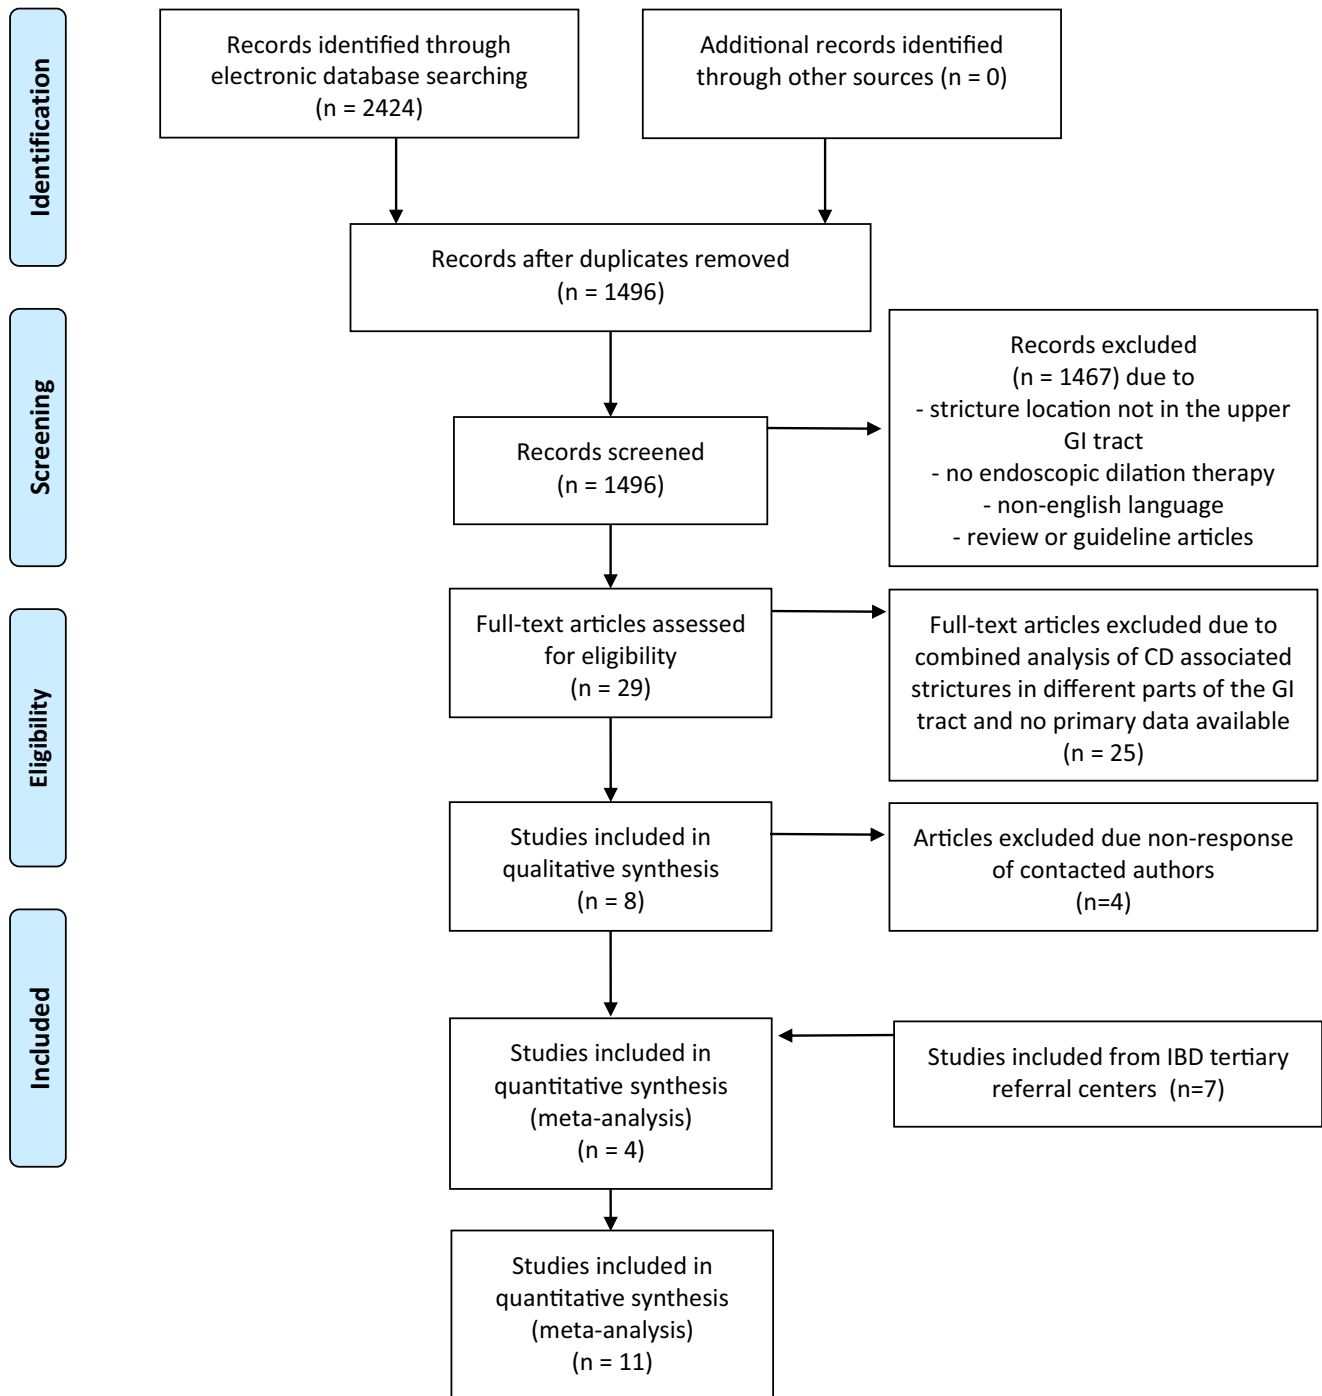 Identification
Records identified through
electronic database searching
(n = 2424)
Additional records identified
through other sources (n = 0)
Records after duplicates removed
(n = 1496)
Screening
Records screened
(n = 1496)
Records excluded
(n = 1467) due to
- stricture location not in the upper
GI tract
- no endoscopic dilation therapy
- non-english language
- review or guideline articles
Eligibility
Full-text articles assessed
for eligibility
(n = 29)
Full-text articles excluded due to
combined analysis of CD associated
strictures in different parts of the GI
tract and no primary data available
(n = 25)
Studies included in
qualitative synthesis
(n = 8)
Articles excluded due non-response
of contacted authors
(n=4)
Included
Studies included in
quantitative synthesis
(meta-analysis)
(n = 4)
Studies included from IBD tertiary
referral centers (n=7)
Studies included in
quantitative synthesis
(meta-analysis)
(n = 11)